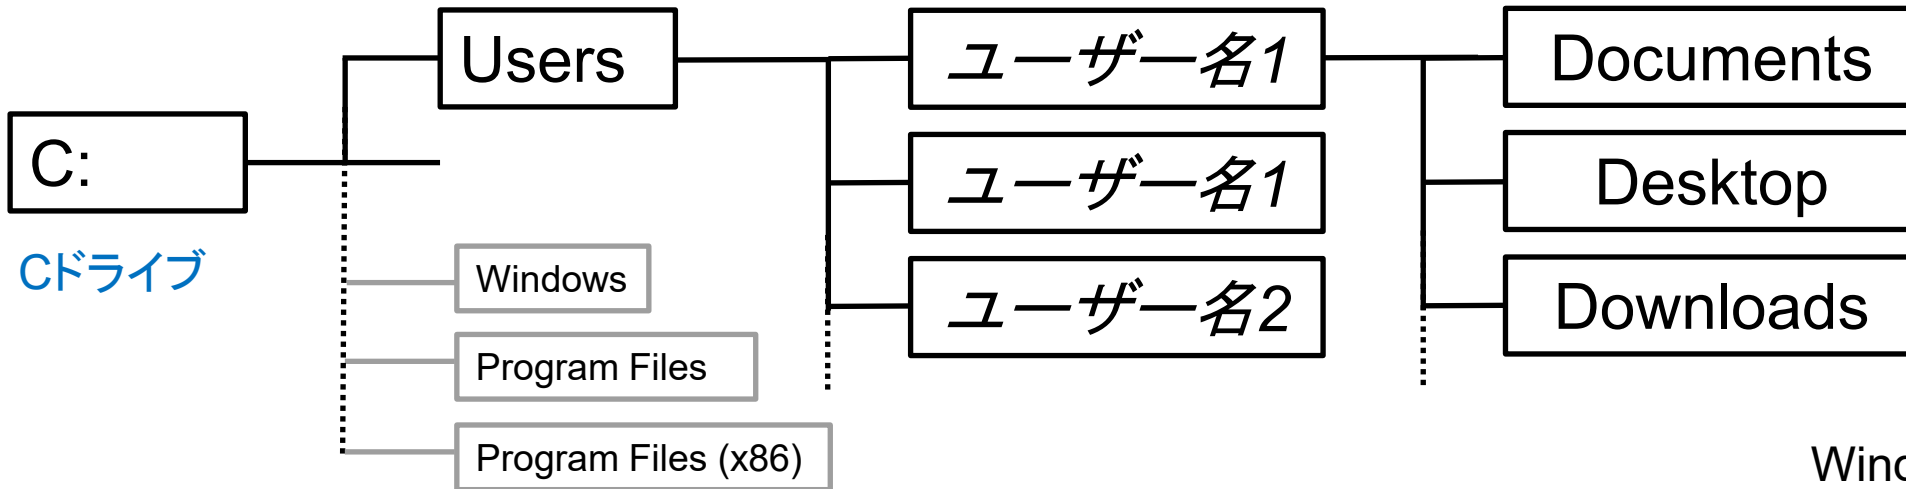 C:
Cドライブ
Users
Windows
Program Files
Program Files (x86)
ユーザー名1
ユーザー名1
ユーザー名2
Documents
Desktop
Downloads